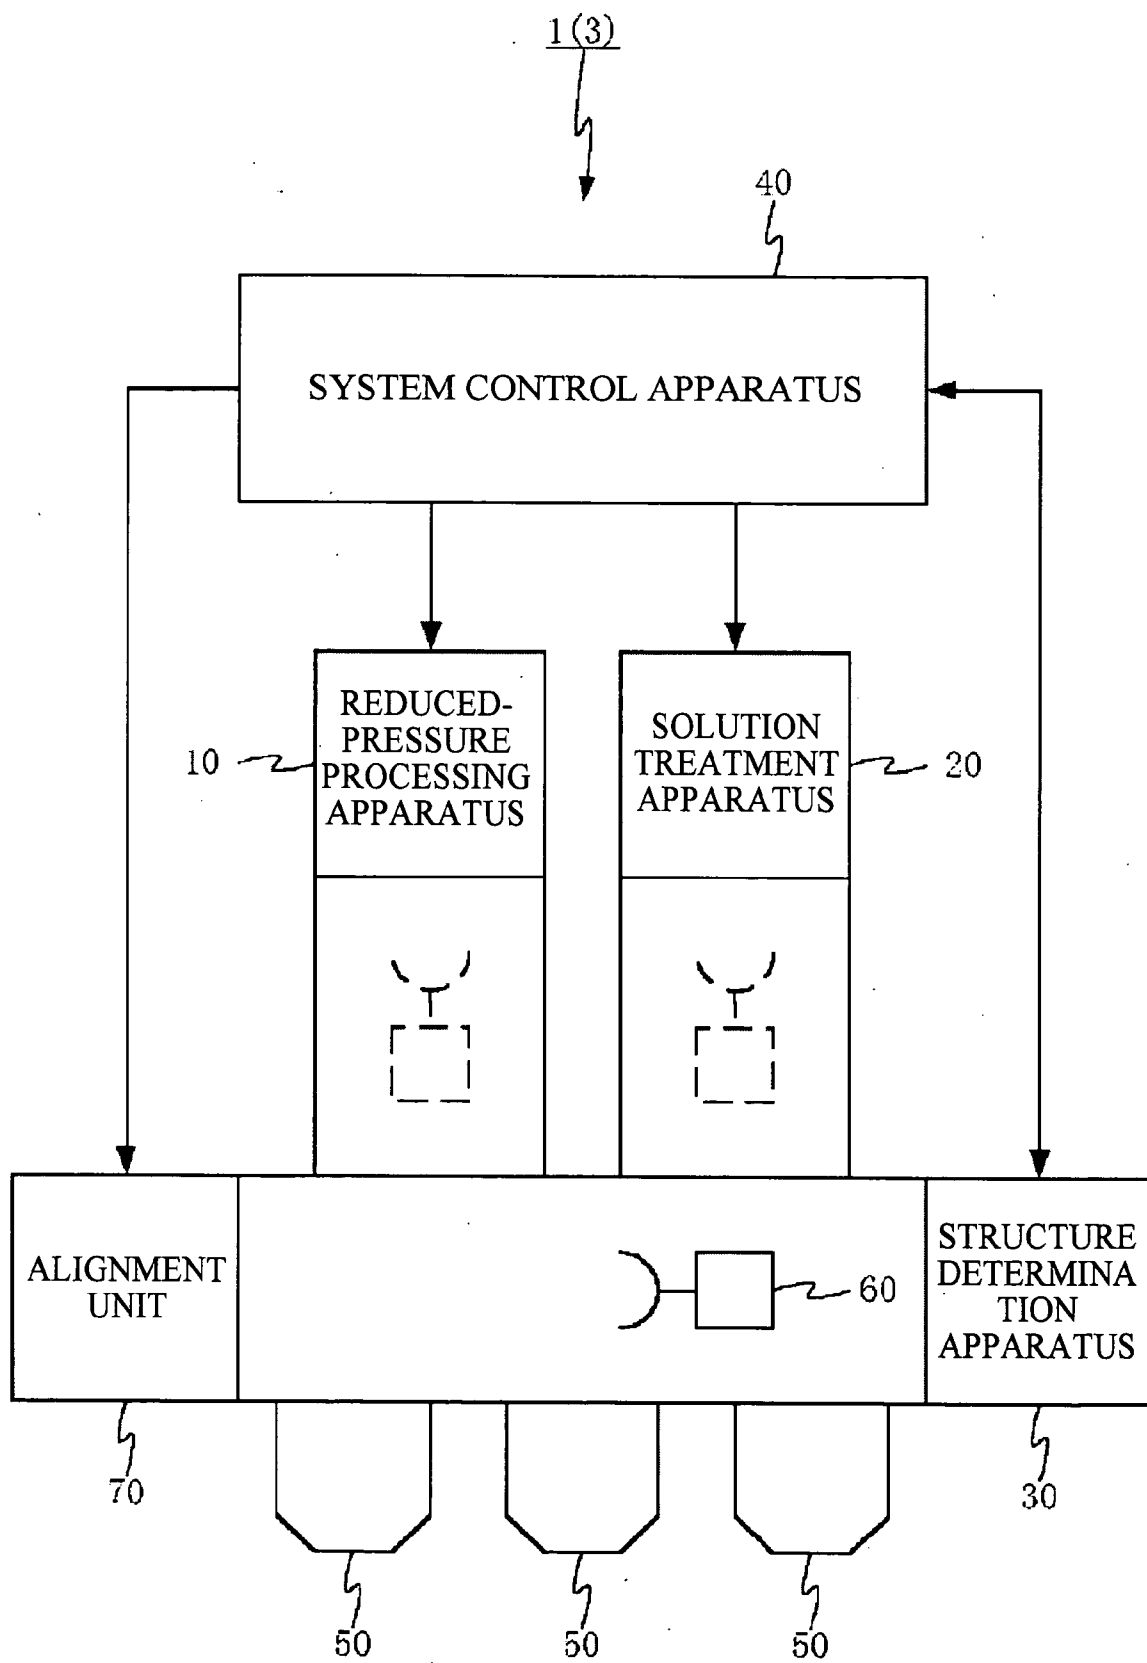 1(3)
40
SYSTEM CONTROL APPARATUS
REDUCED-
PRESSURE
PROCESSING
APPARATUS
10
SOLUTION
TREATMENT
APPARATUS
20
ALIGNMENT
UNIT
60
STRUCTURE
DETERMINA
TION
APPARATUS
70
30
50
50
50